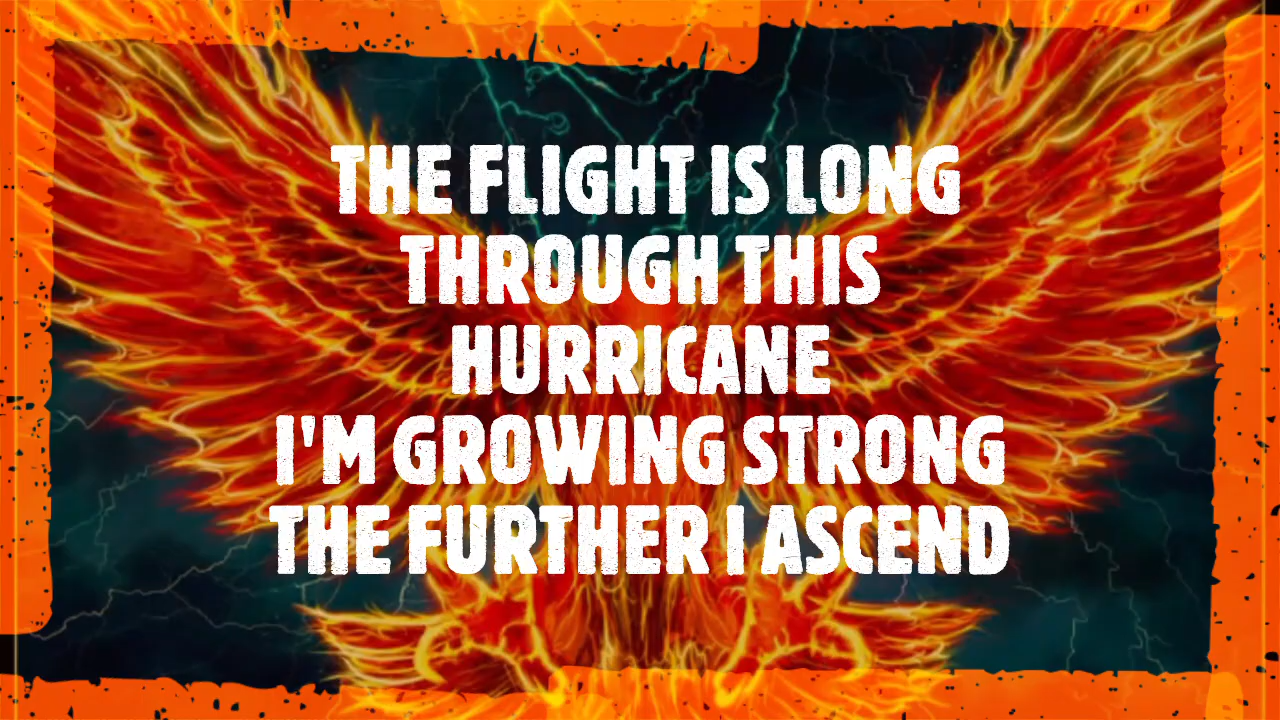 THE FLIGHT IS LONG
THROUGH THIS
HURRICANE
I'M GROWING STRONG
THE FURTHER I ASCEND